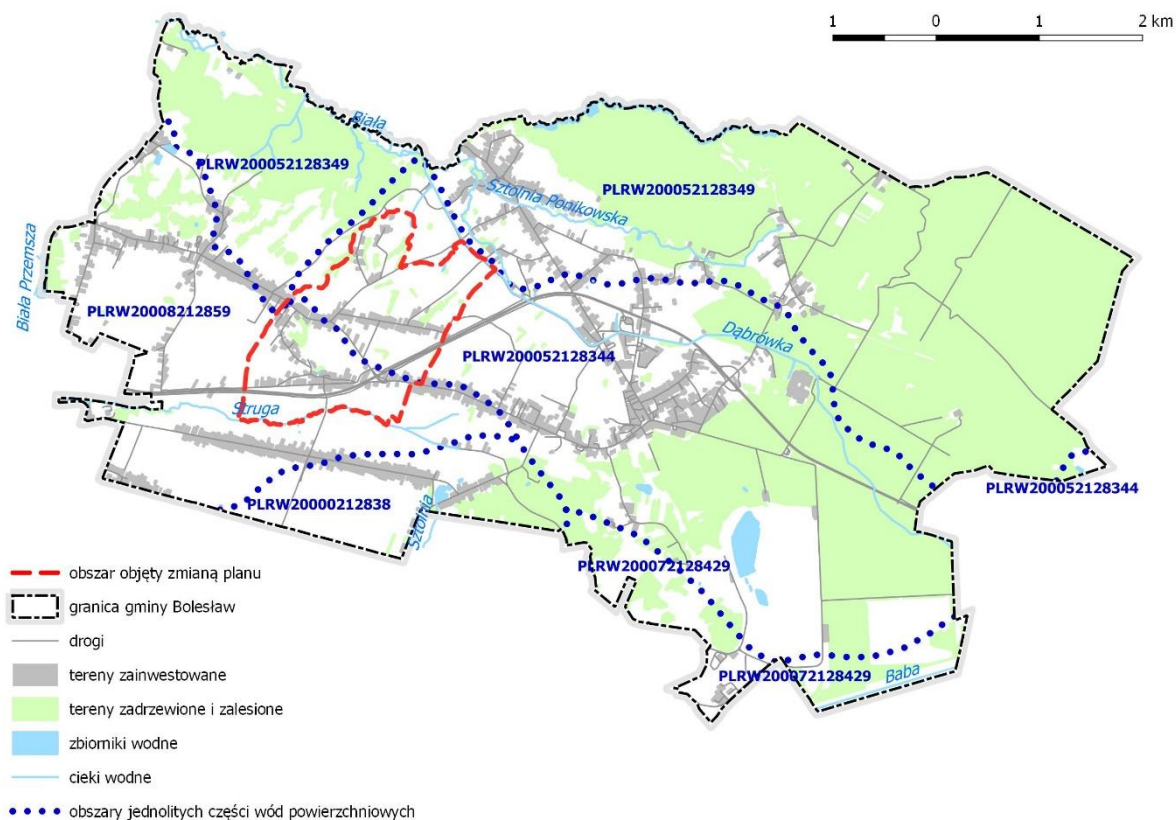 1 0 1 2 km
Biała
PLRW200052128349
PLRW200052128349
Sztolnia Ponikowska
Biała Przemsza
PLRW20008212859
Dąbrówka
PLRW200052128344
Struga
PLRW200052128344
PLRW20000212838
Sztolnia
PLRW200072128429
PLRW200072128429
Baba
obszar objęty zmianą planu
granica gminy Bolesław
drogi
tereny zainwestowane
tereny zadrzewione i zalesione
zbiorniki wodne
cieki wodne
obszary jednolitych części wód powierzchniowych